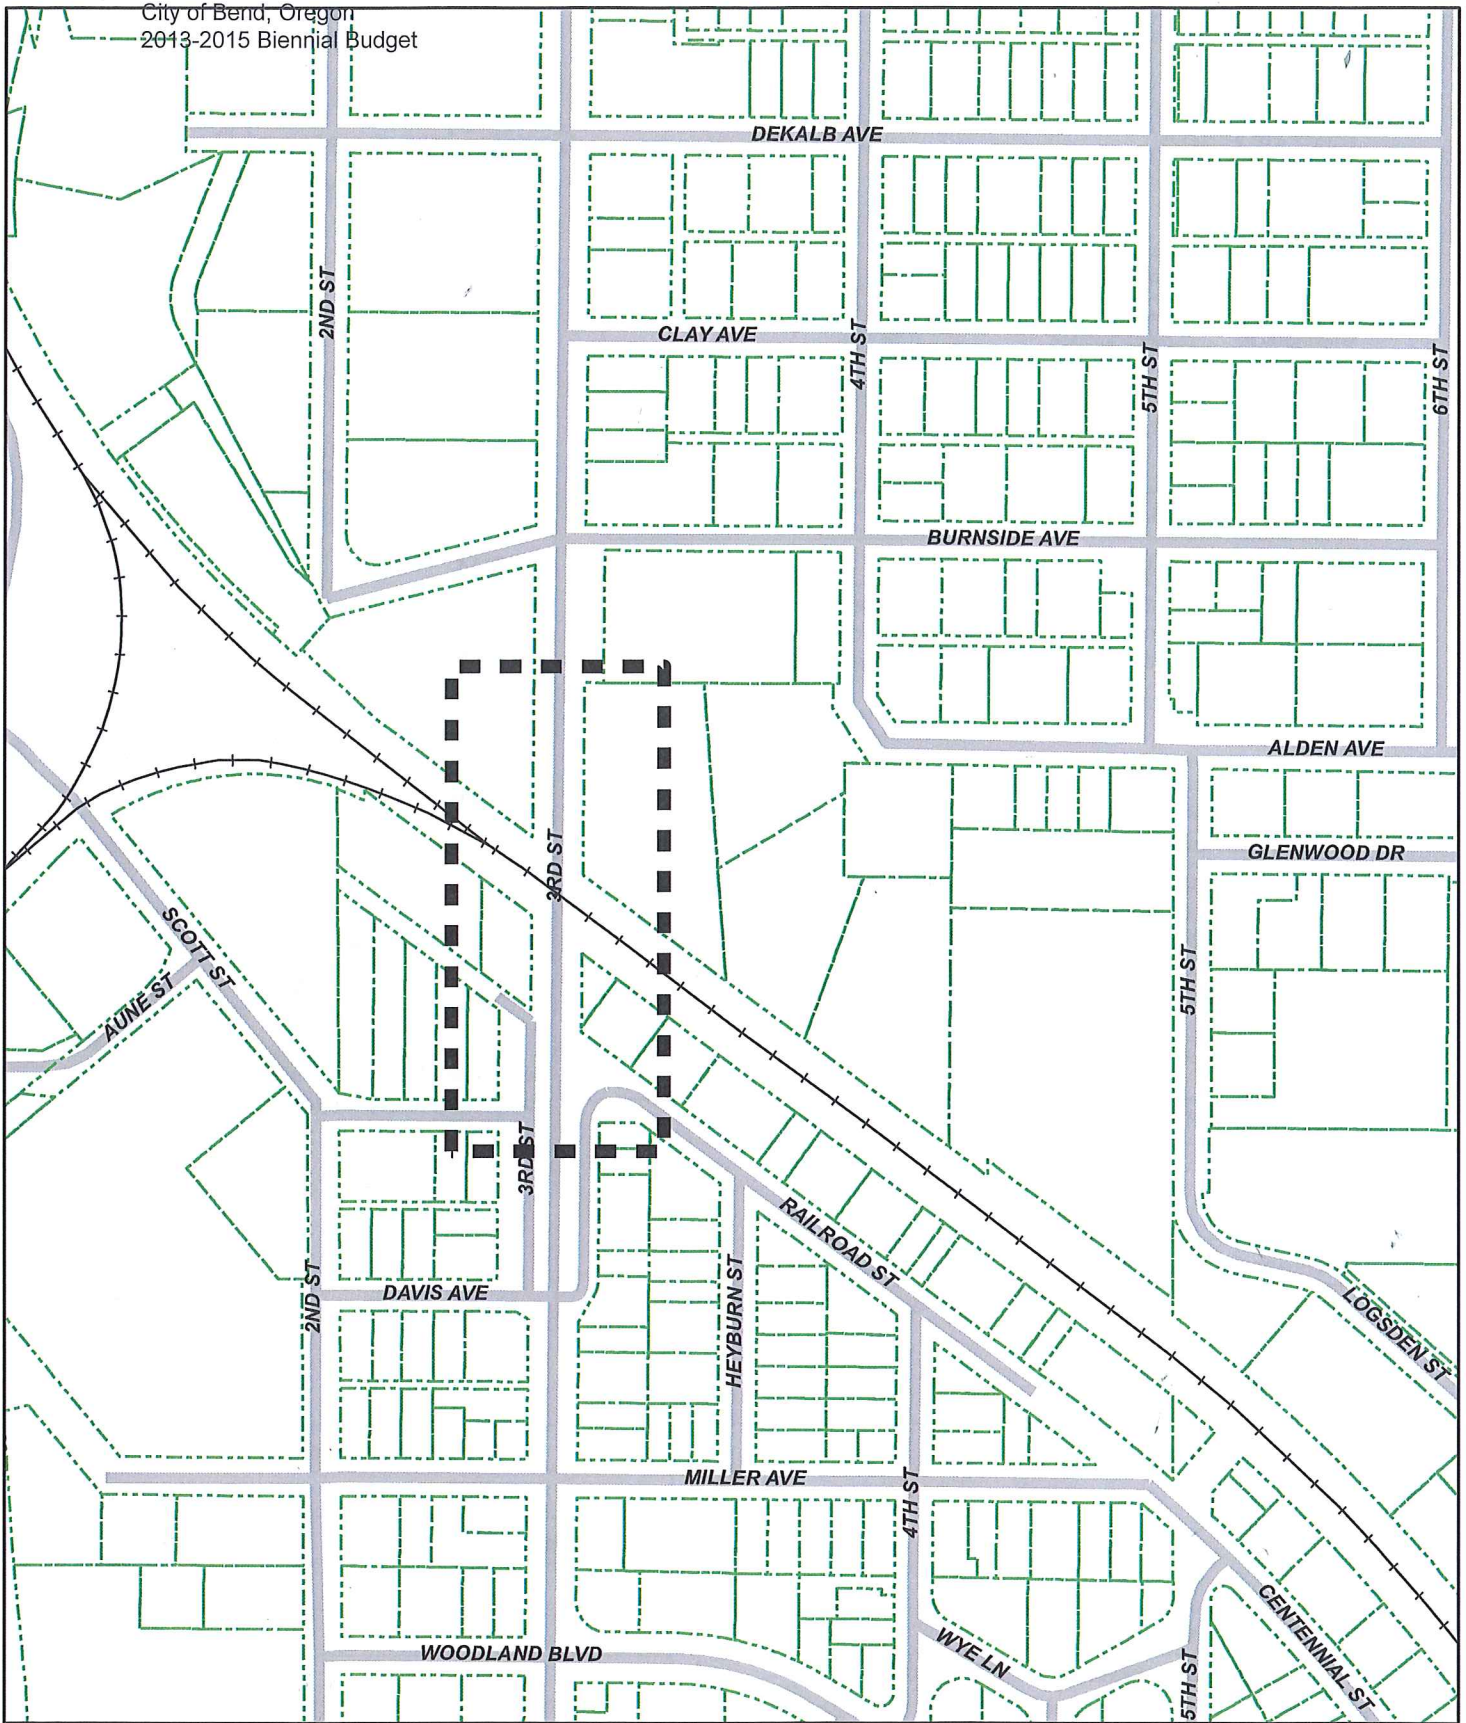 City of Bend, Oregon
2013-2015 Biennial Budget
DEKALB AVE
2ND ST
CLAY AVE
4TH ST
5TH ST
6TH ST
BURNSIDE AVE
ALDEN AVE
3RD ST
GLENWOOD DR
SCOTT ST
AUNE ST
5TH ST
3RD ST
RAILROAD ST
2ND ST
DAVIS AVE
HEYBURN ST
LOGSDEN ST
MILLER AVE
4TH ST
WOODLAND BLVD
WYE LN
5TH ST
CENTENNIAL ST